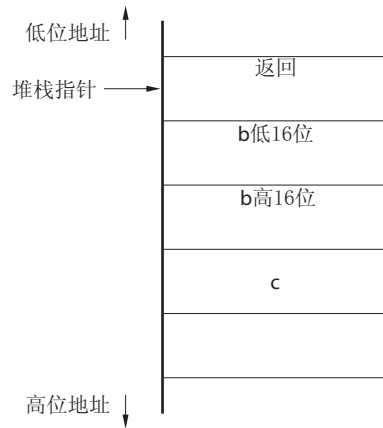 低位地址
返回
堆栈指针
b低16位
b高16位
c
高位地址